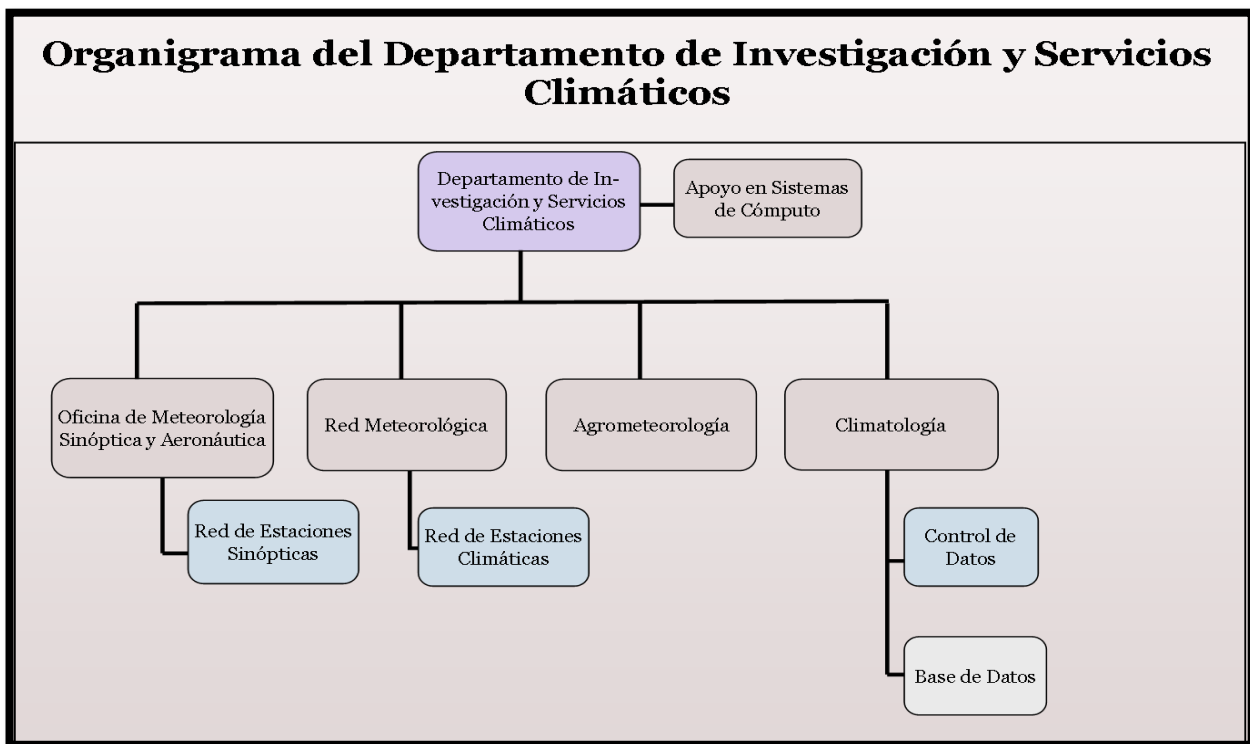 Organigrama del Departamento de Investigación y Servicios
Climáticos
Departamento de In-
vestigación y Servicios
Climáticos
Apoyo en Sistemas
de Cómputo
Oficina de Meteorología
Sinóptica y Aeronáutica
Red Meteorológica
Agrometeorología
Climatología
Red de Estaciones
Sinópticas
Red de Estaciones
Climáticas
Control de
Datos
Base de Datos